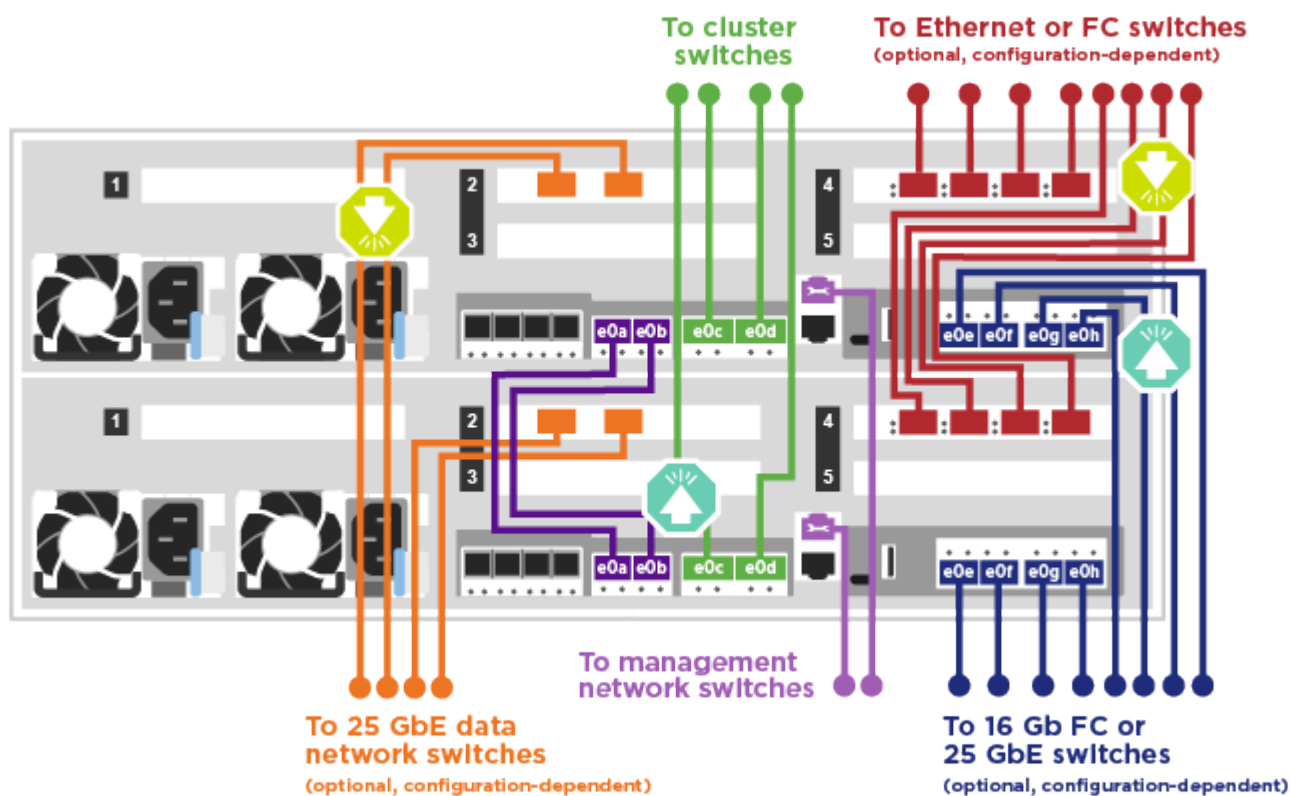 To cluster
switches
To Ethernet or FC switches
(optional, configuration-dependent)
1
2
3
4
5
e0a e0b e0c e0d
e0e e0f e0g e0h
1
2
3
4
5
e0a e0b e0c e0d
e0e e0f e0g e0h
To management
network switches
To 25 GbE data
network switches
(optional, configuration-dependent)
To 16 Gb FC or
25 GbE switches
(optional, configuration-dependent)